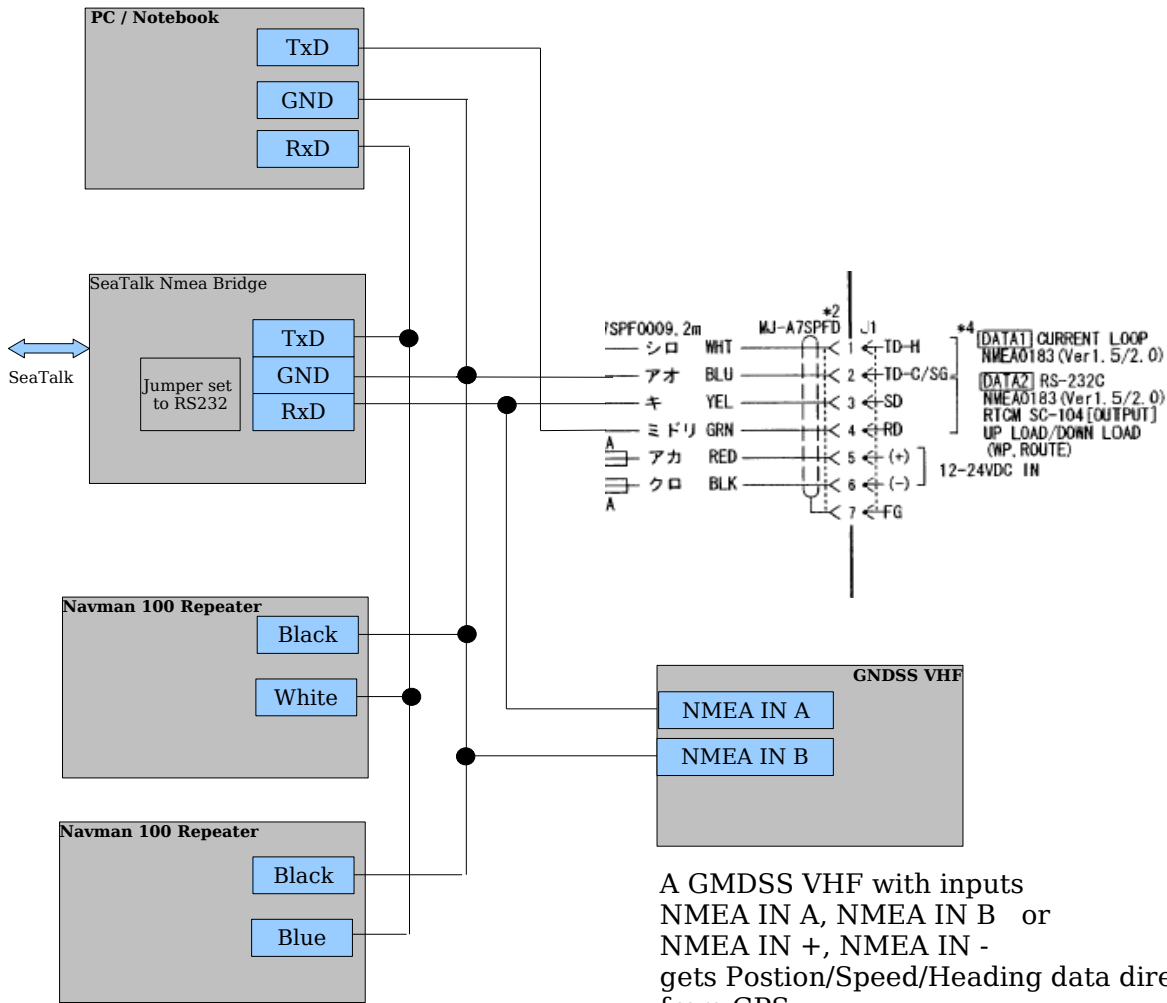 PC / Notebook
TxD
GND
RxD
SeaTalk Nmea Bridge
TxD
GND
RxD
Jumper set
to RS232
SeaTalk
*2
'SPF0009, 2m MJ-A7SPFD J1 *4
シロ WHT 1 TD-H
アオ BLU 2 TD-C/SG
キ YEL 3 SD
ミドリ GRN 4 RD
A
アカ RED 5 (+)
クロ BLK 6 (-)
A
7 FG
[DATA1] CURRENT LOOP
NMEA0183 (Ver1. 5/2. 0)
[DATA2] RS-232C
NMEA0183 (Ver1. 5/2. 0)
RTCM SC-104 [OUTPUT]
UP LOAD/DOWN LOAD
(WP, ROUTE)
12-24VDC IN
Navman 100 Repeater
Black
White
GNDSS VHF
NMEA IN A
NMEA IN B
Navman 100 Repeater
Black
Blue
A GMDSS VHF with inputs
NMEA IN A, NMEA IN B or
NMEA IN +, NMEA IN -
gets Postion/Speed/Heading data dire